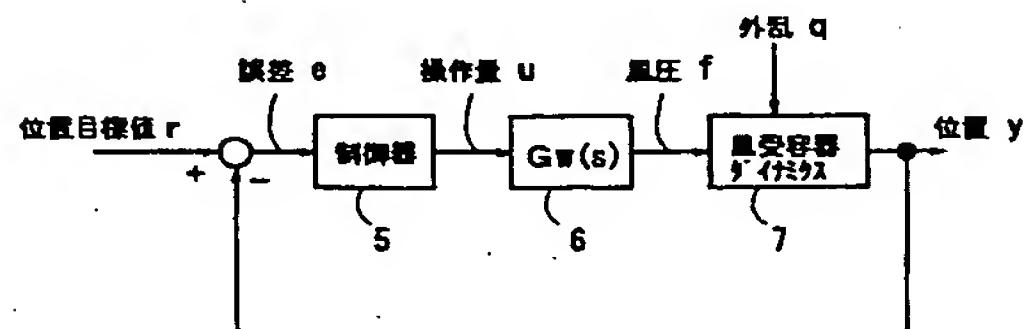 外乱 q
誤差 e
操作量 u
風圧 f
位置目標値 r
制御器
Gw(s)
風受容器
ダイナミクス
位置 y
+
−
5
6
7